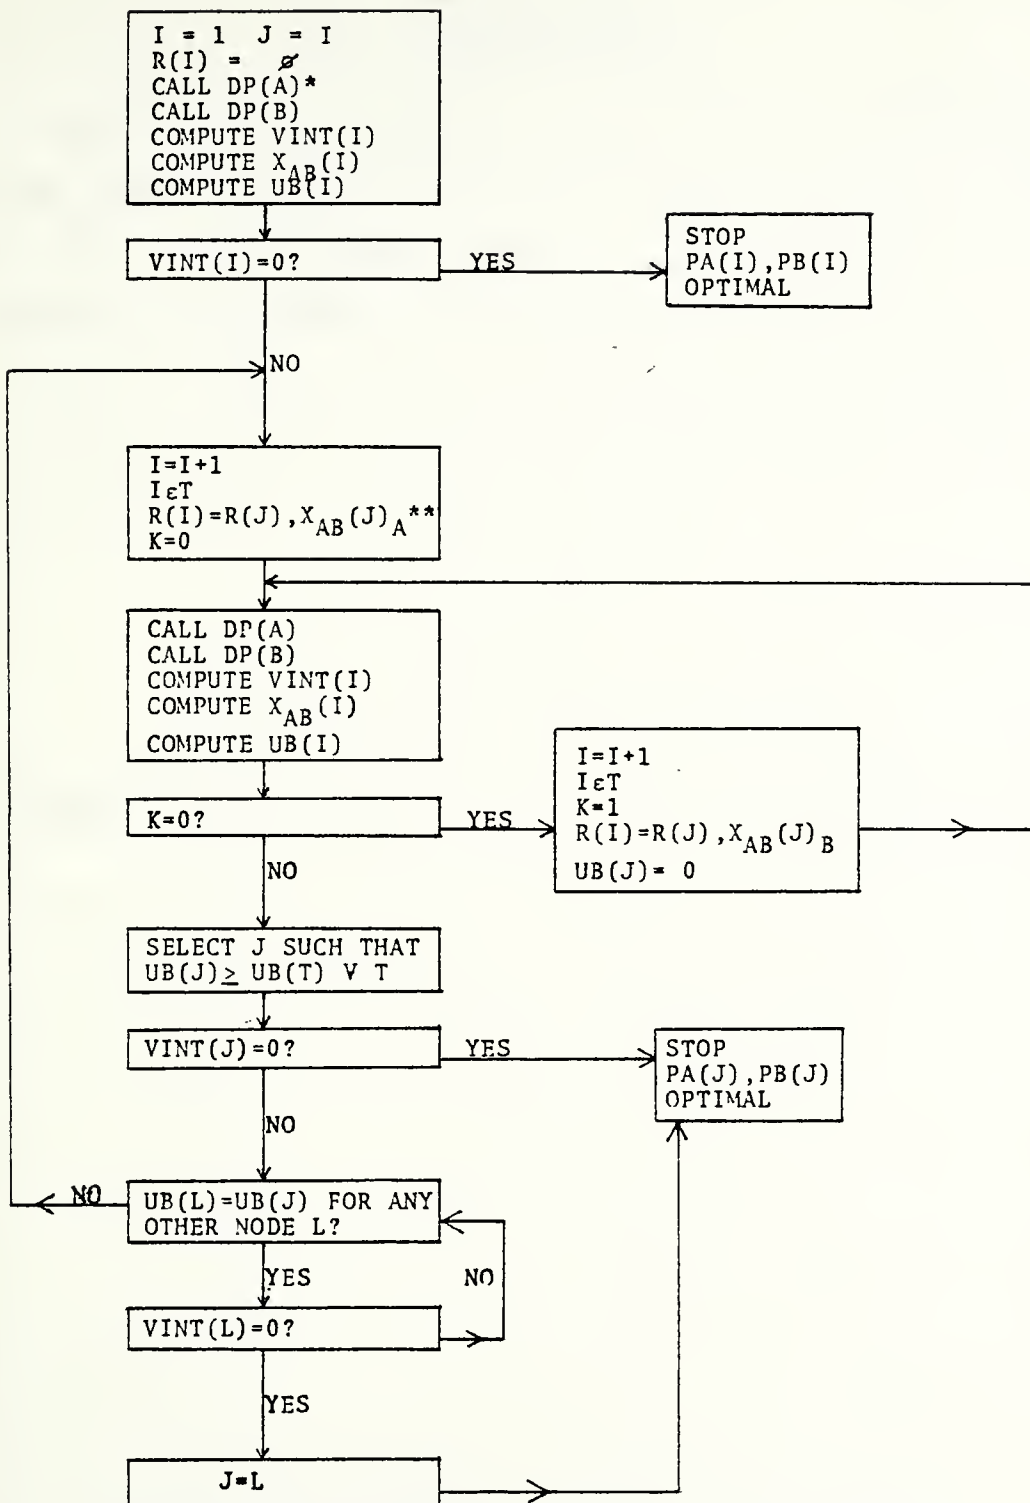 I = 1 J = I
R(I) = ø
CALL DP(A)*
CALL DP(B)
COMPUTE VINT(I)
COMPUTE X_AB(I)
COMPUTE UB(I)
VINT(I)=0?
YES
STOP
PA(I),PB(I)
OPTIMAL
NO
I=I+1
IεT
R(I)=R(J),X_AB(J)_A**
K=0
CALL DP(A)
CALL DP(B)
COMPUTE VINT(I)
COMPUTE X_AB(I)
COMPUTE UB(I)
K=0?
YES
I=I+1
IεT
K=1
R(I)=R(J),X_AB(J)_B
UB(J)= 0
NO
SELECT J SUCH THAT
UB(J)≥ UB(T) ∀ T
VINT(J)=0?
YES
STOP
PA(J),PB(J)
OPTIMAL
NO
NO
UB(L)=UB(J) FOR ANY
OTHER NODE L?
YES
NO
VINT(L)=0?
YES
J=L